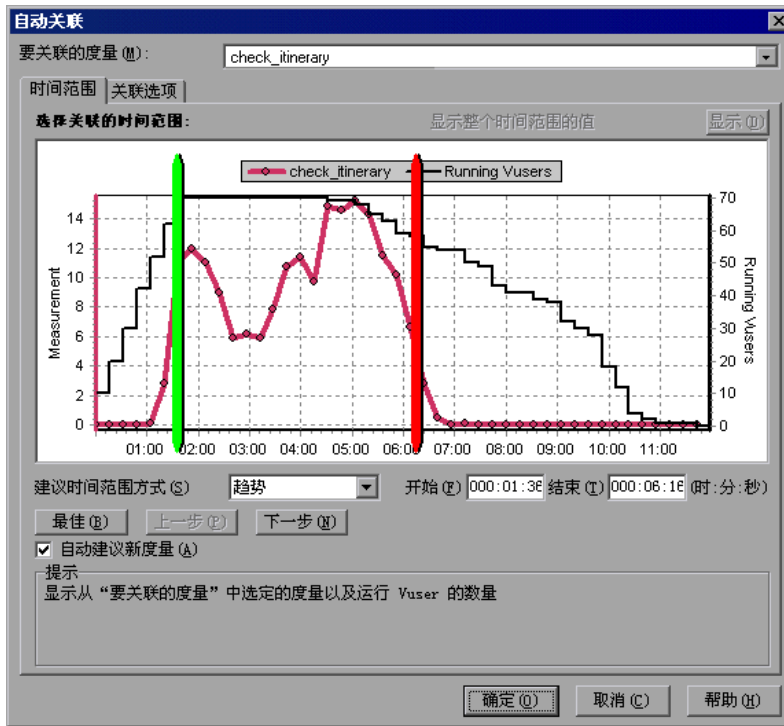 自动关联
要关联的度量(M): check_itinerary
时间范围 关联选项
选择关联的时间范围: 显示整个时间范围的值 显示(D)
check_itinerary Running Vusers
14
12
10
8
6
4
2
0
Measurement
70
60
50
40
30
20
10
0
Running Vusers
01:00 02:00 03:00 04:00 05:00 06:00 07:00 08:00 09:00 10:00 11:00
建议时间范围方式(S) 趋势 开始(F) 000:01:36 结束(T) 000:06:16 (时:分:秒)
最佳(B) 上一步(P) 下一步(N)
自动建议新度量(A)
提示
显示从“要关联的度量”中选定的度量以及运行 Vuser 的数量
确定(O) 取消(C) 帮助(H)